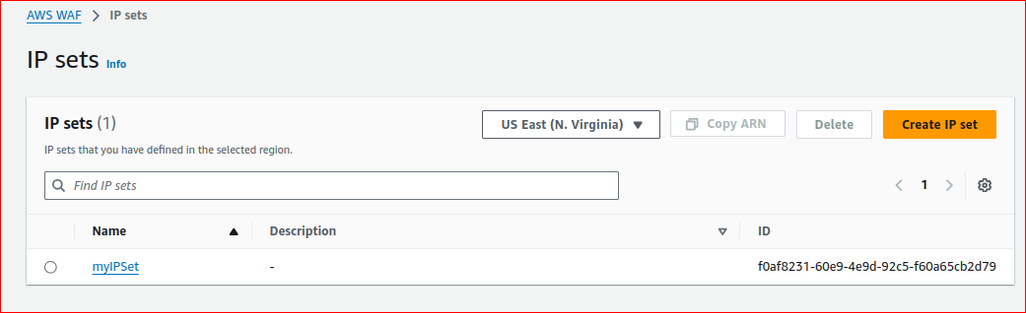 AWS WAF > IP sets
IP sets Info
IP sets (1)
US East (N. Virginia) ▼
Copy ARN
Delete
Create IP set
IP sets that you have defined in the selected region.
Find IP sets
< 1 >
Name ▲ Description ▽ ID
myIPSet - f0af8231-60e9-4e9d-92c5-f60a65cb2d79